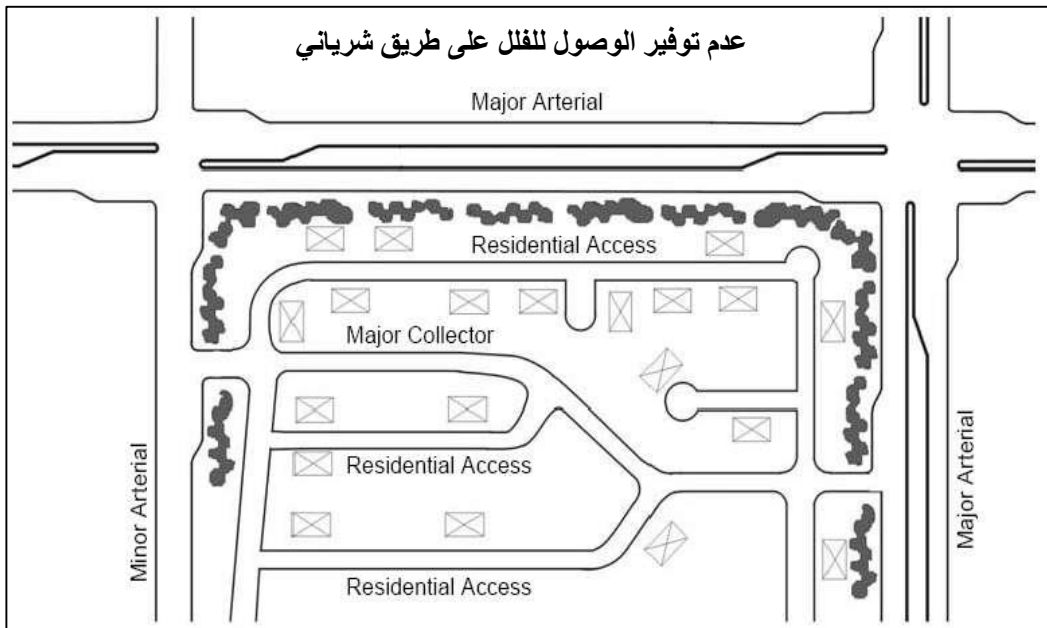 عدم توفير الوصول للفلل على طريق شرياني
Major Arterial
Residential Access
Major Collector
Residential Access
Residential Access
Minor Arterial
Major Arterial